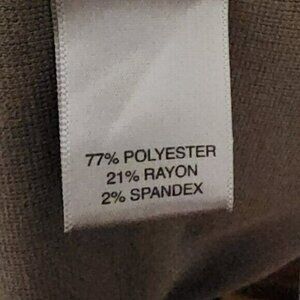 77% POLYESTER
21% RAYON
2% SPANDEX